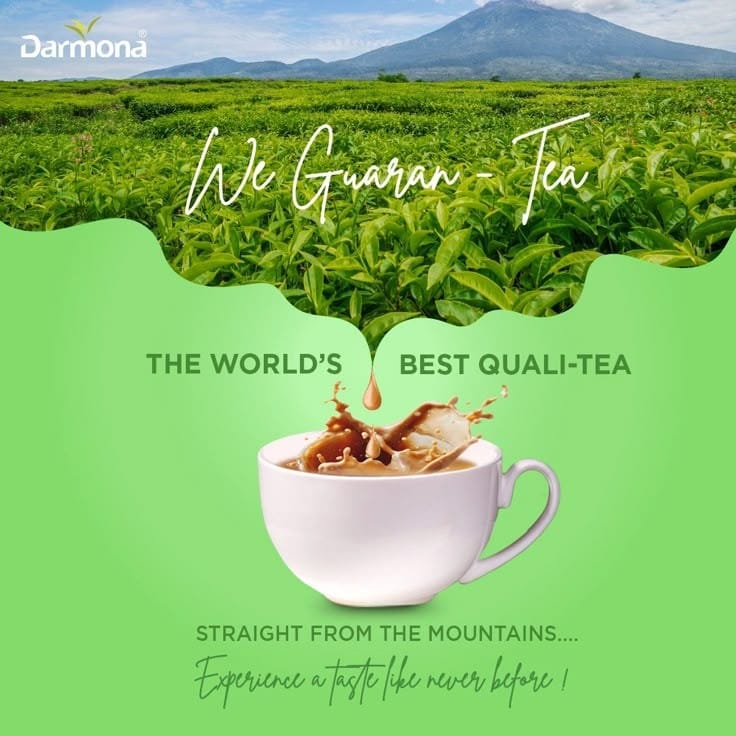 Darmona®
We Guaran - Tea
THE WORLD'S BEST QUALI-TEA
STRAIGHT FROM THE MOUNTAINS....
Experience a taste like never before !